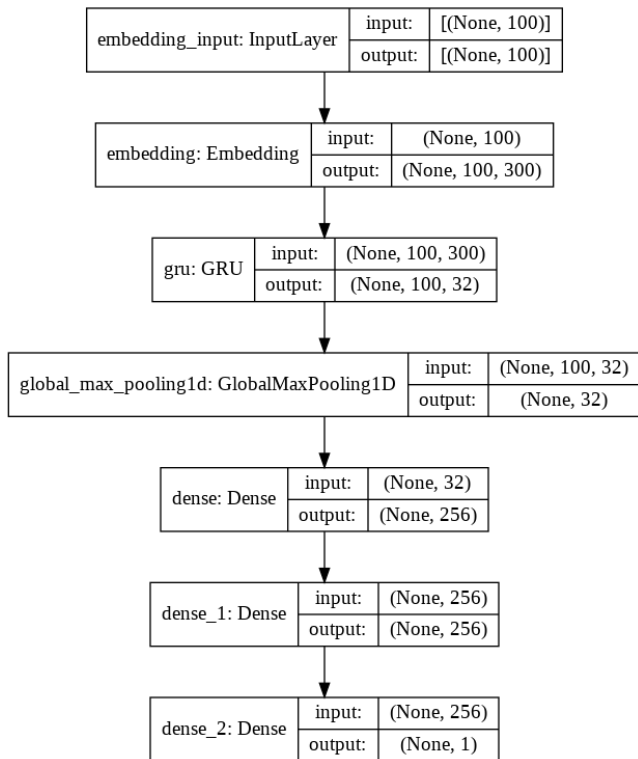 embedding_input: InputLayer
input: [(None, 100)]
output: [(None, 100)]
embedding: Embedding
input: (None, 100)
output: (None, 100, 300)
gru: GRU
input: (None, 100, 300)
output: (None, 100, 32)
global_max_pooling1d: GlobalMaxPooling1D
input: (None, 100, 32)
output: (None, 32)
dense: Dense
input: (None, 32)
output: (None, 256)
dense_1: Dense
input: (None, 256)
output: (None, 256)
dense_2: Dense
input: (None, 256)
output: (None, 1)